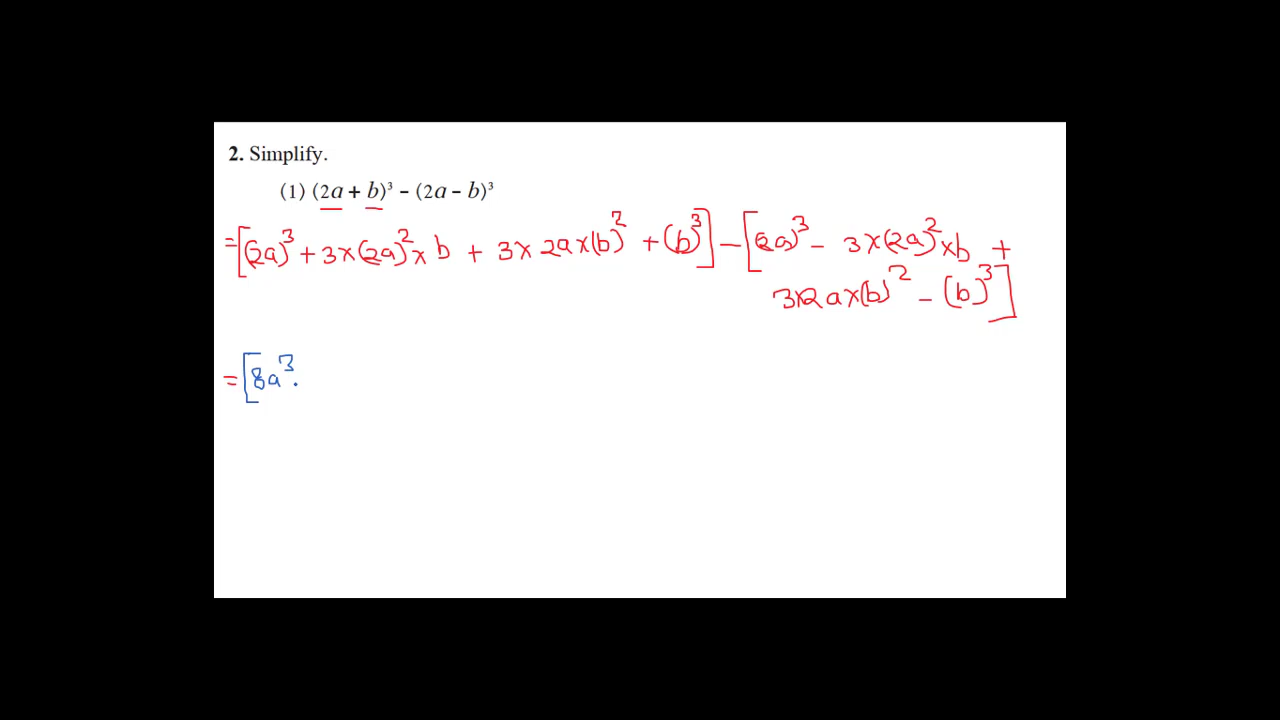 2. Simplify.
(1) (2a + b)³ − (2a − b)³
= [(2a)³ + 3×(2a)²×b + 3×2a×(b)² + (b)³] − [(2a)³ − 3×(2a)²×b +
3×2a×(b)² − (b)³]
= [8a³